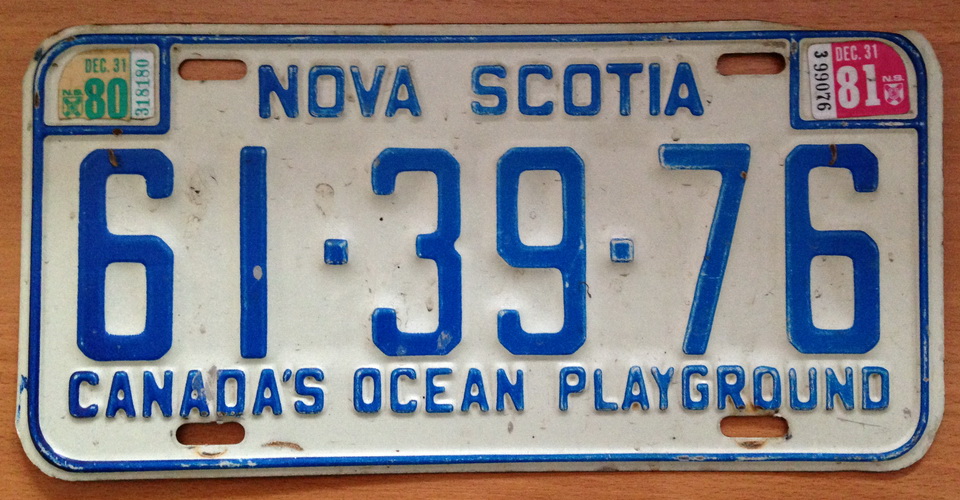 DEC. 31
N.S.
80
318180
NOVA SCOTIA
399076
DEC. 31
81
N.S.
61·39·76
CANADA'S OCEAN PLAYGROUND